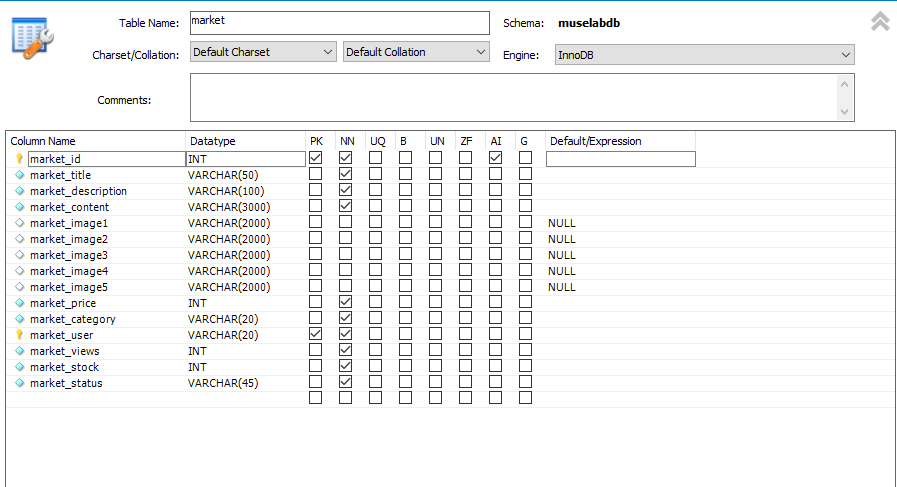 Table Name: market Schema: muselabdb
Charset/Collation: Default Charset Default Collation Engine: InnoDB
Comments:
Column Name Datatype PK NN UQ B UN ZF AI G Default/Expression
market_id INT
market_title VARCHAR(50)
market_description VARCHAR(100)
market_content VARCHAR(3000)
market_image1 VARCHAR(2000) NULL
market_image2 VARCHAR(2000) NULL
market_image3 VARCHAR(2000) NULL
market_image4 VARCHAR(2000) NULL
market_image5 VARCHAR(2000) NULL
market_price INT
market_category VARCHAR(20)
market_user VARCHAR(20)
market_views INT
market_stock INT
market_status VARCHAR(45)